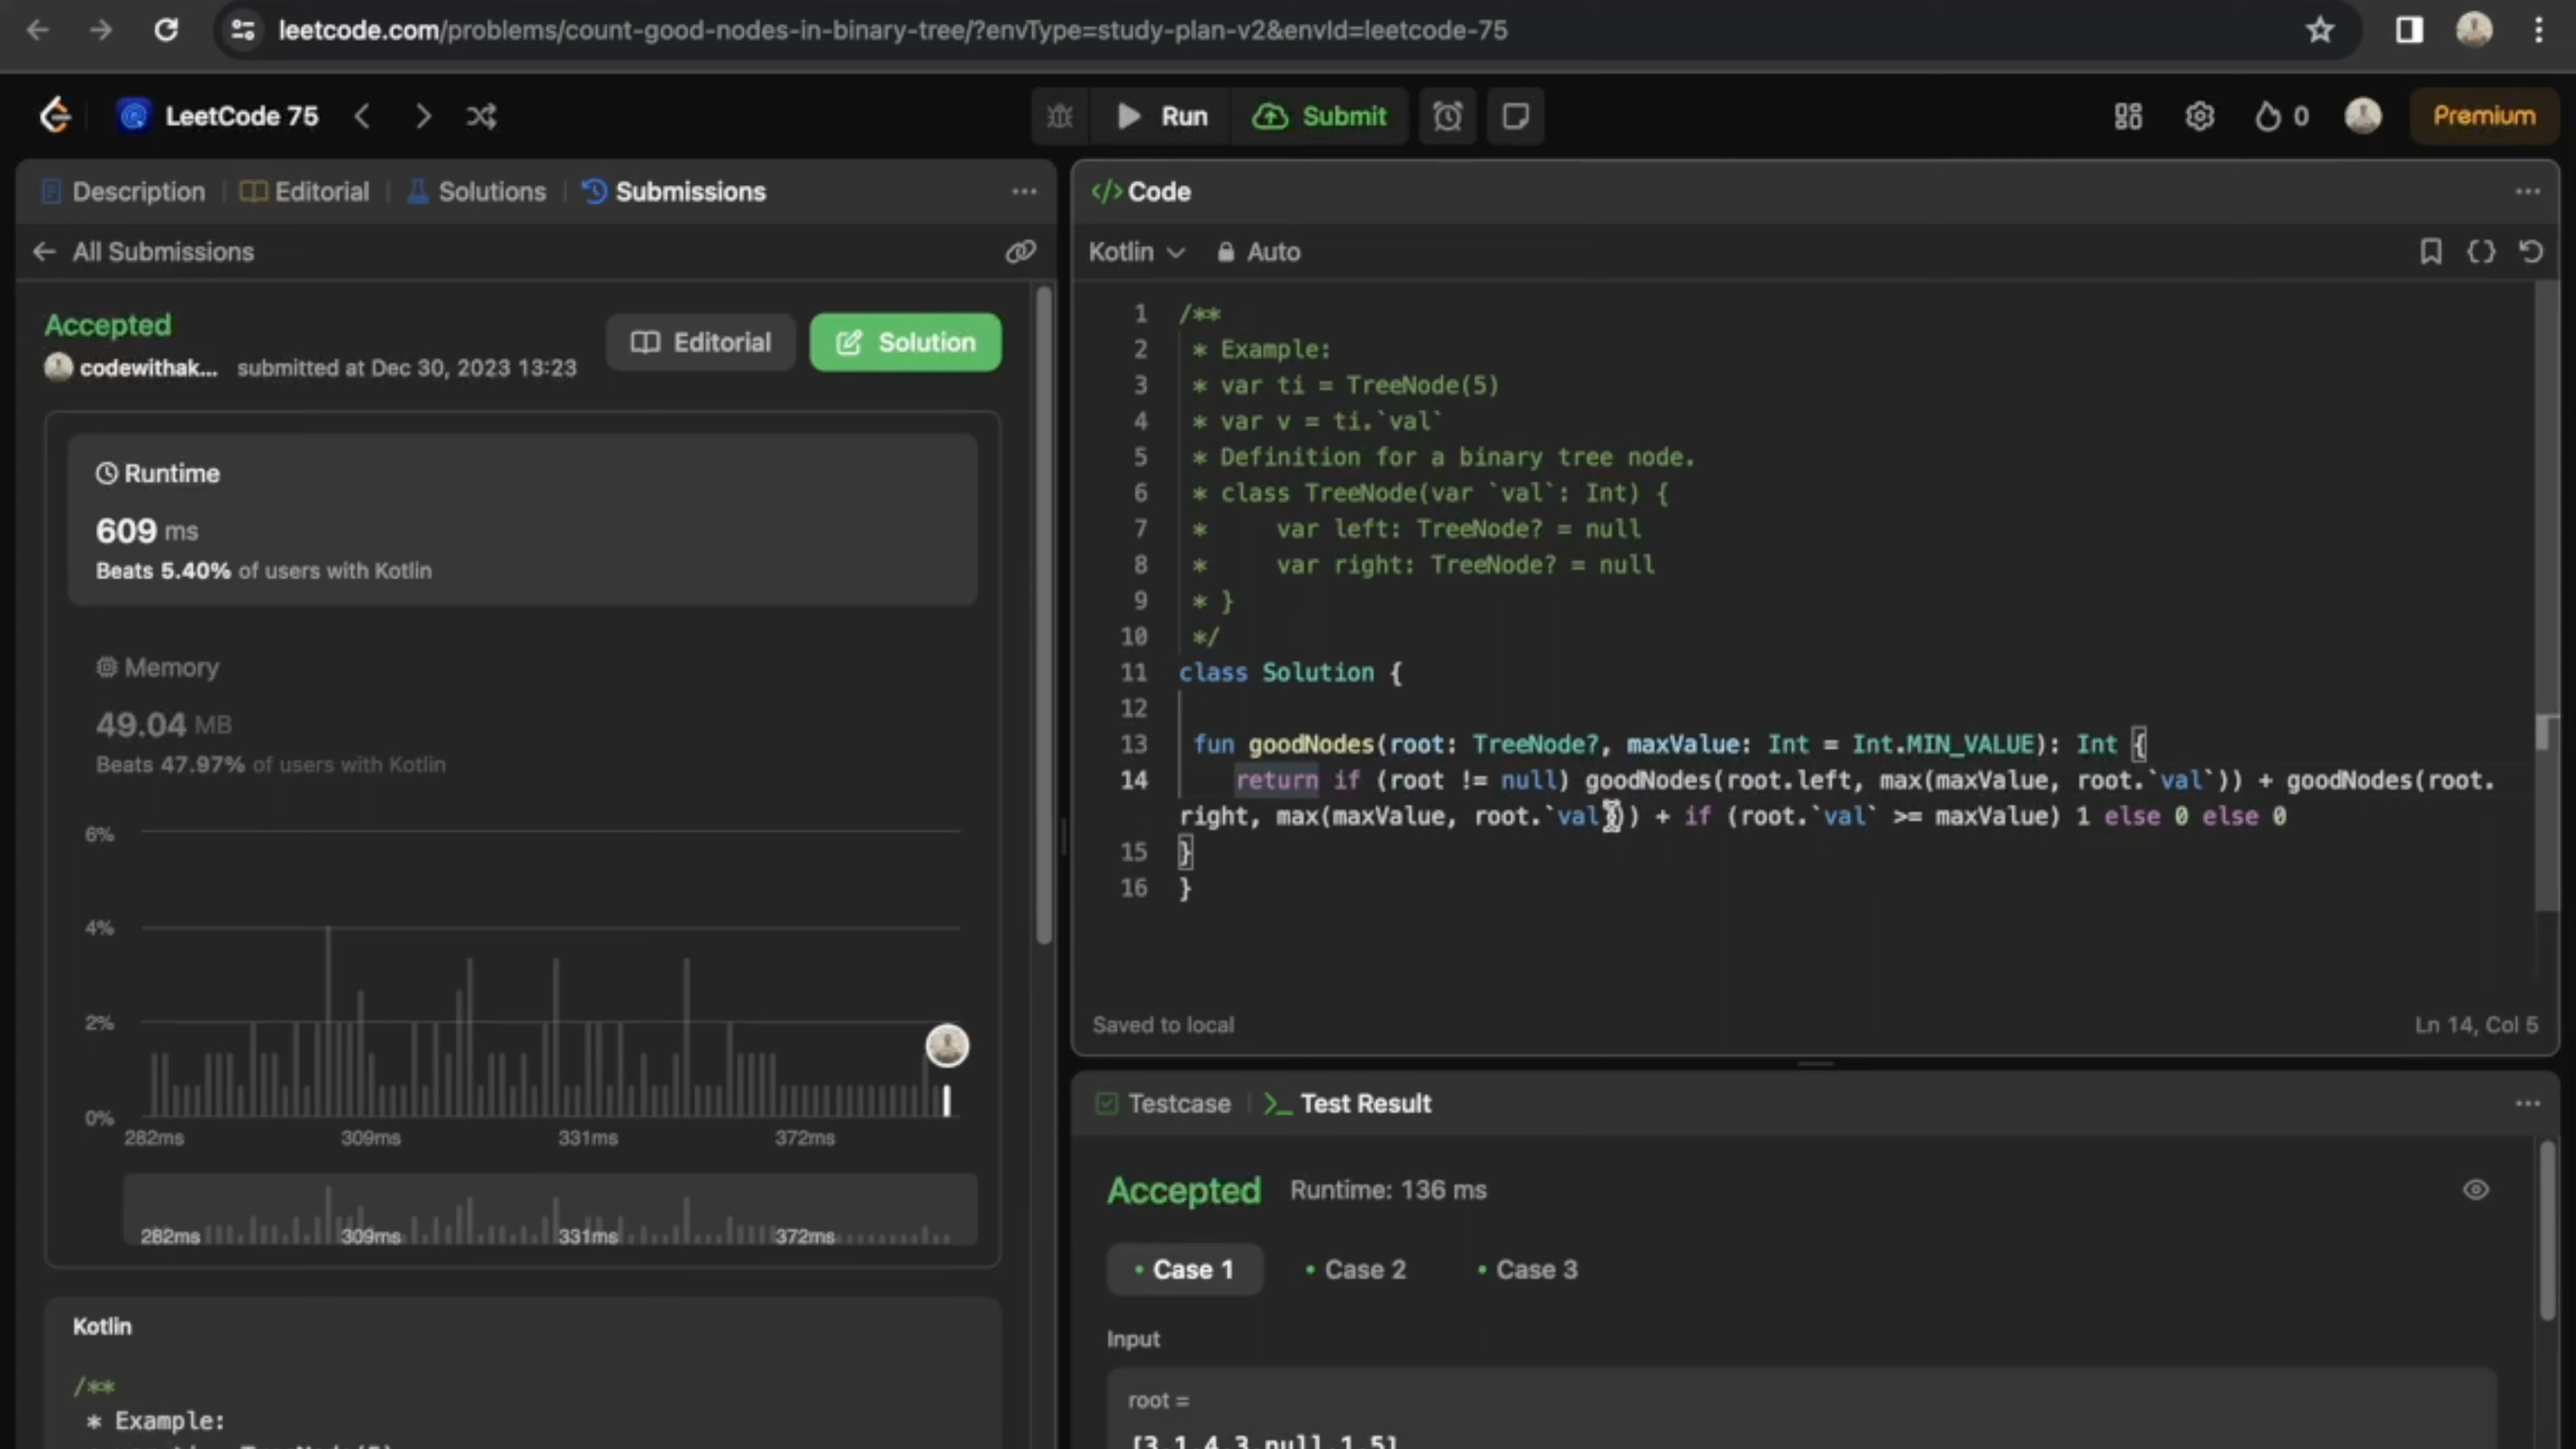 leetcode.com/problems/count-good-nodes-in-binary-tree/?envType=study-plan-v2&envId=leetcode-75
LeetCode 75
Run
Submit
0
Premium
Description
Editorial
Solutions
Submissions
All Submissions
Accepted
codewithak... submitted at Dec 30, 2023 13:23
Editorial
Solution
Runtime
609 ms
Beats 5.40% of users with Kotlin
Memory
49.04 MB
Beats 47.97% of users with Kotlin
6%
4%
2%
0%
282ms 309ms 331ms 372ms
282ms 309ms 331ms 372ms
Kotlin
/**
* Example:
</> Code
Kotlin
Auto
1 /**
2 * Example:
3 * var ti = TreeNode(5)
4 * var v = ti.`val`
5 * Definition for a binary tree node.
6 * class TreeNode(var `val`: Int) {
7 * var left: TreeNode? = null
8 * var right: TreeNode? = null
9 * }
10 */
11 class Solution {
12
13 fun goodNodes(root: TreeNode?, maxValue: Int = Int.MIN_VALUE): Int {
14 return if (root != null) goodNodes(root.left, max(maxValue, root.`val`)) + goodNodes(root.
right, max(maxValue, root.`val`)) + if (root.`val` >= maxValue) 1 else 0 else 0
15 }
16 }
Saved to local
Ln 14, Col 5
Testcase
Test Result
Accepted Runtime: 136 ms
Case 1
Case 2
Case 3
Input
root =
[3,1,4,3,null,1,5]